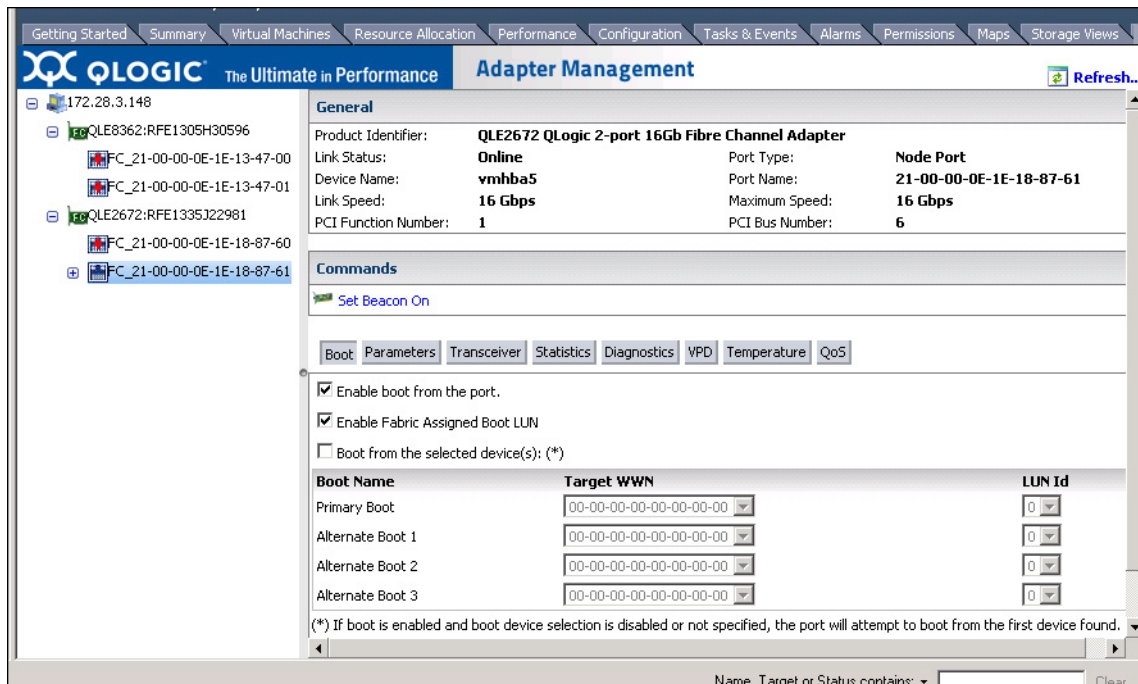 Getting Started Summary Virtual Machines Resource Allocation Performance Configuration Tasks & Events Alarms Permissions Maps Storage Views
QLOGIC The Ultimate in Performance Adapter Management Refresh..
172.28.3.148
QLE8362:RFE1305H30596
FC_21-00-00-0E-1E-13-47-00
FC_21-00-00-0E-1E-13-47-01
QLE2672:RFE1335J22981
FC_21-00-00-0E-1E-18-87-60
FC_21-00-00-0E-1E-18-87-61
General
Product Identifier: QLE2672 QLogic 2-port 16Gb Fibre Channel Adapter
Link Status: Online Port Type: Node Port
Device Name: vmhba5 Port Name: 21-00-00-0E-1E-18-87-61
Link Speed: 16 Gbps Maximum Speed: 16 Gbps
PCI Function Number: 1 PCI Bus Number: 6
Commands
Set Beacon On
Boot Parameters Transceiver Statistics Diagnostics VPD Temperature QoS
Enable boot from the port.
Enable Fabric Assigned Boot LUN
Boot from the selected device(s): (*)
Boot Name Target WWN LUN Id
Primary Boot 00-00-00-00-00-00-00-00 0
Alternate Boot 1 00-00-00-00-00-00-00-00 0
Alternate Boot 2 00-00-00-00-00-00-00-00 0
Alternate Boot 3 00-00-00-00-00-00-00-00 0
(*) If boot is enabled and boot device selection is disabled or not specified, the port will attempt to boot from the first device found.
Name, Target or Status contains: Clear